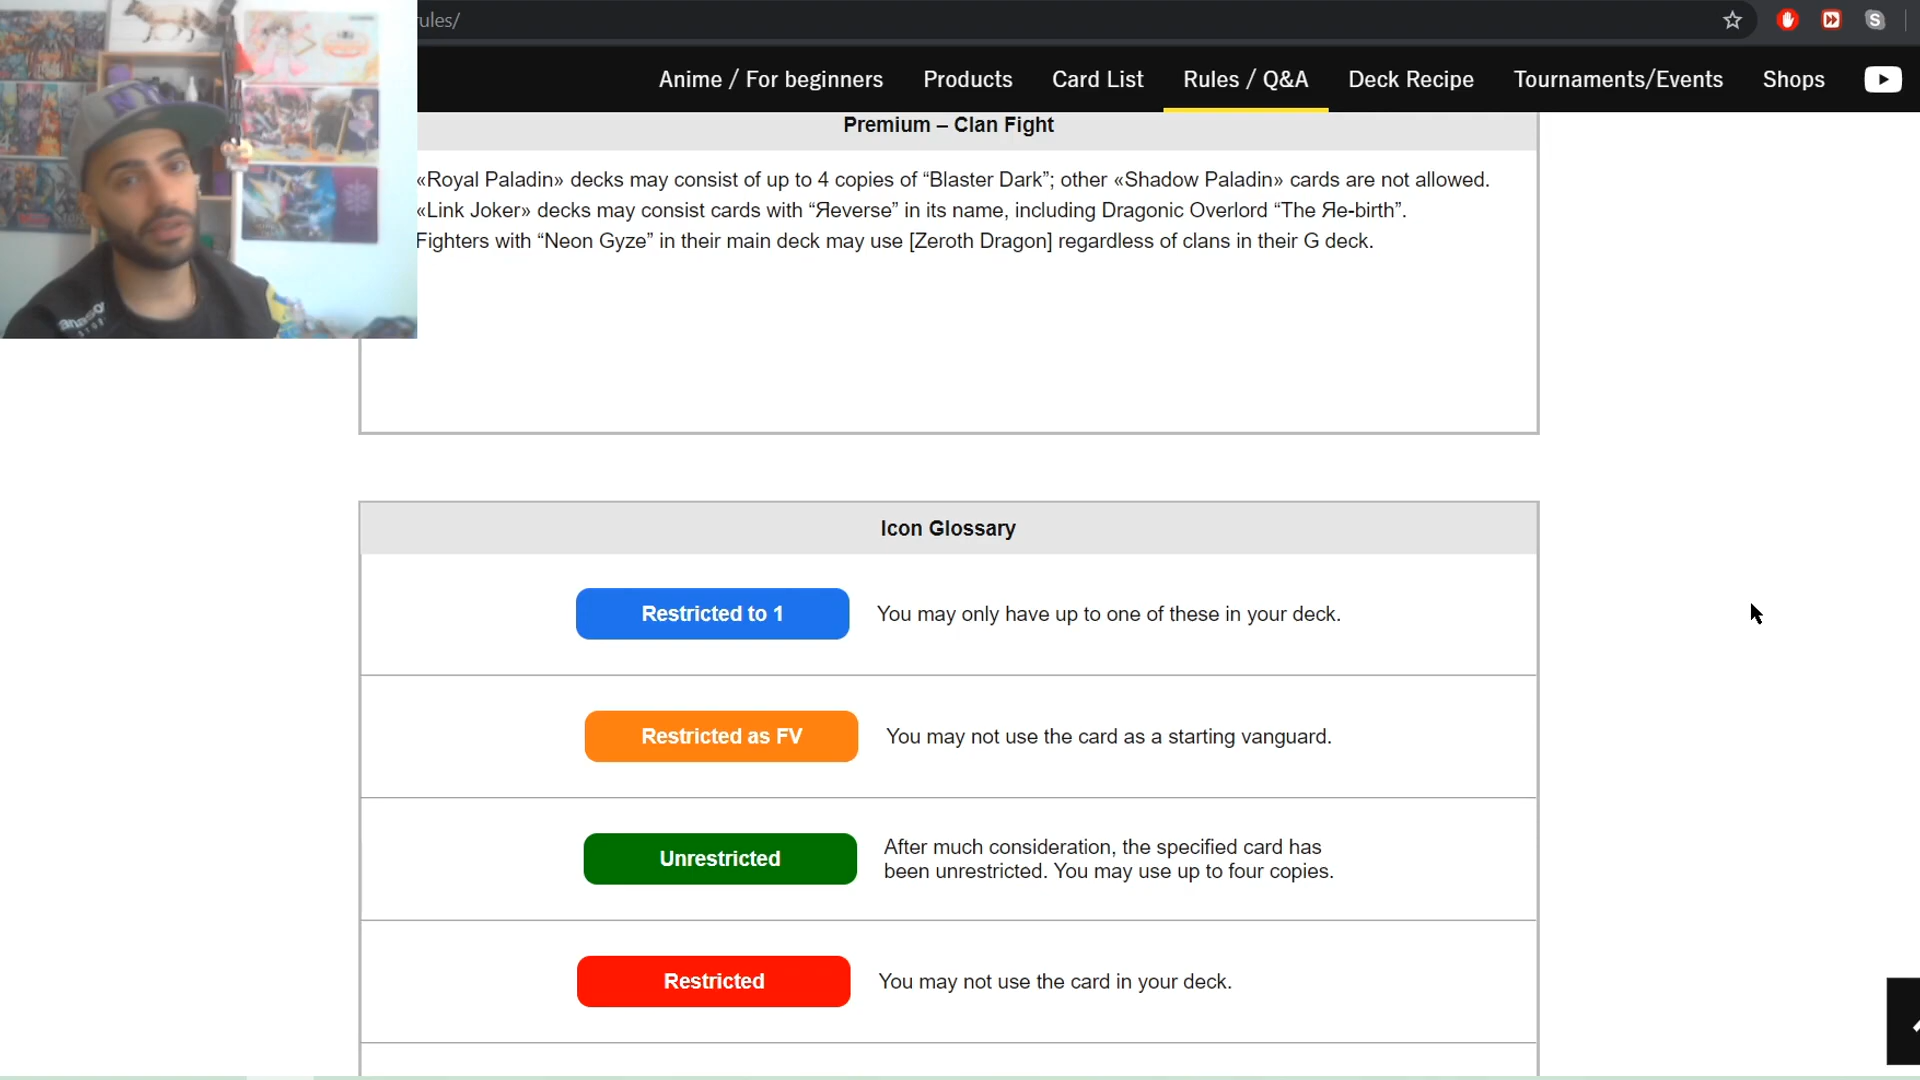 rules/
S
Anime / For beginners Products Card List Rules / Q&A Deck Recipe Tournaments/Events Shops
Premium – Clan Fight
«Royal Paladin» decks may consist of up to 4 copies of “Blaster Dark”; other «Shadow Paladin» cards are not allowed.
«Link Joker» decks may consist cards with “Яeverse” in its name, including Dragonic Overlord “The Яe-birth”.
Fighters with “Neon Gyze” in their main deck may use [Zeroth Dragon] regardless of clans in their G deck.
Icon Glossary
Restricted to 1 You may only have up to one of these in your deck.
Restricted as FV You may not use the card as a starting vanguard.
Unrestricted After much consideration, the specified card has
been unrestricted. You may use up to four copies.
Restricted You may not use the card in your deck.